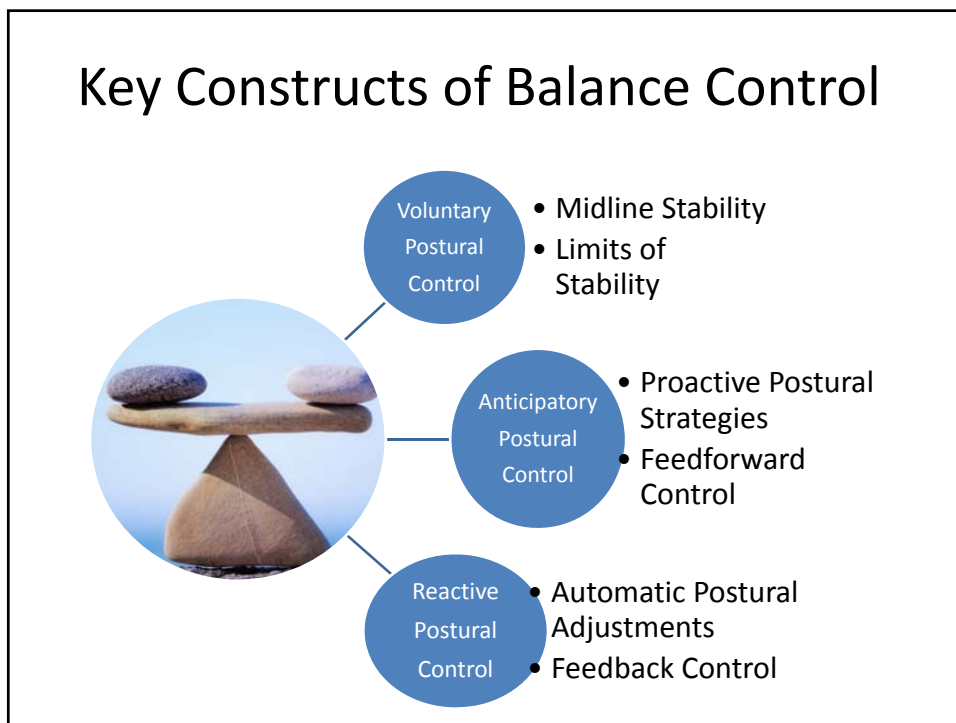 Key Constructs of Balance Control
Voluntary
Postural
Control
• Midline Stability
• Limits of
Stability
Anticipatory
Postural
Control
• Proactive Postural
Strategies
• Feedforward
Control
Reactive
Postural
Control
• Automatic Postural
Adjustments
• Feedback Control